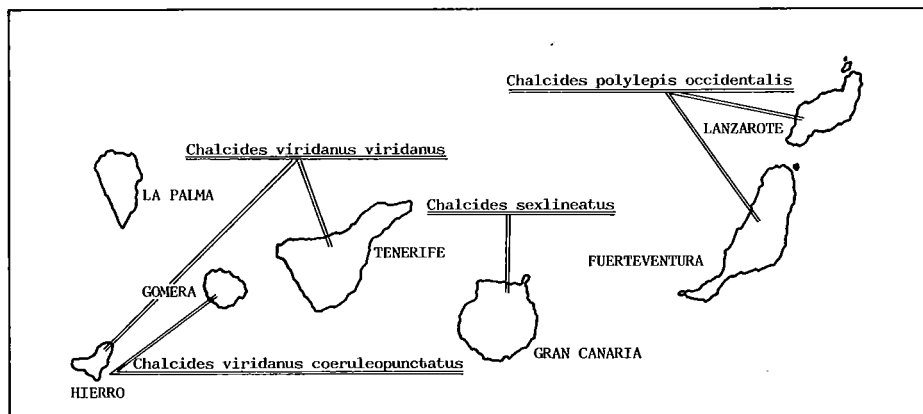 Chalcides polylepis occidentalis
LANZAROTE
Chalcides viridanus viridanus
LA PALMA
Chalcides sexlineatus
TENERIFE
FUERTEVENTURA
GOMERA
GRAN CANARIA
Chalcides viridanus coeruleopunctatus
HIERRO